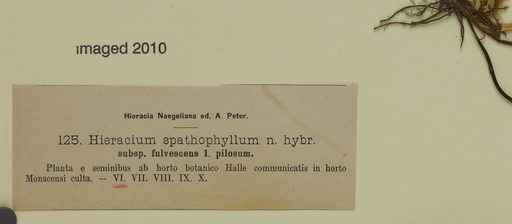 ımaged 2010
Hieracia Naegeliana ed. A. Peter.
125. Hieracium spathophyllum n. hybr.
subsp. fulvescens 1. pilosum.
Planta e seminibus ab horto botanico Halle communicatis in horto
Monacensi culta. — VI. VII. VIII. IX. X.